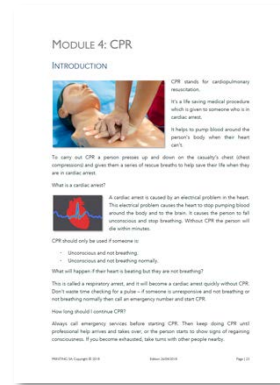 MODULE 4: CPR
INTRODUCTION
CPR stands for cardiopulmonary
resuscitation.
It's a life saving medical procedure
which is given to someone who is in
cardiac arrest.
It helps to pump blood around the
person's body when their heart
can't.
To carry out CPR a person presses up and down on the casualty's chest (chest
compressions) and gives them a series of rescue breaths to help save their life when they
are in cardiac arrest.
What is a cardiac arrest?
A cardiac arrest is caused by an electrical problem in the heart.
This electrical problem causes the heart to stop pumping blood
around the body and to the brain. It causes the person to fall
unconscious and stop breathing. Without CPR the person will
die within minutes.
CPR should only be used if someone is:
- Unconscious and not breathing
- Unconscious and not breathing normally.
What will happen if their heart is beating but they are not breathing?
This is called a respiratory arrest, and it will become a cardiac arrest quickly without CPR.
Don't waste time checking for a pulse – if someone is unresponsive and not breathing or
not breathing normally then call an emergency number and start CPR.
How long should I continue CPR?
Always call emergency services before starting CPR. Then keep doing CPR until
professional help arrives and takes over, or the person starts to show signs of regaining
consciousness. If you become exhausted, take turns with other people nearby.
Copyright © 2019
Edition
Page |